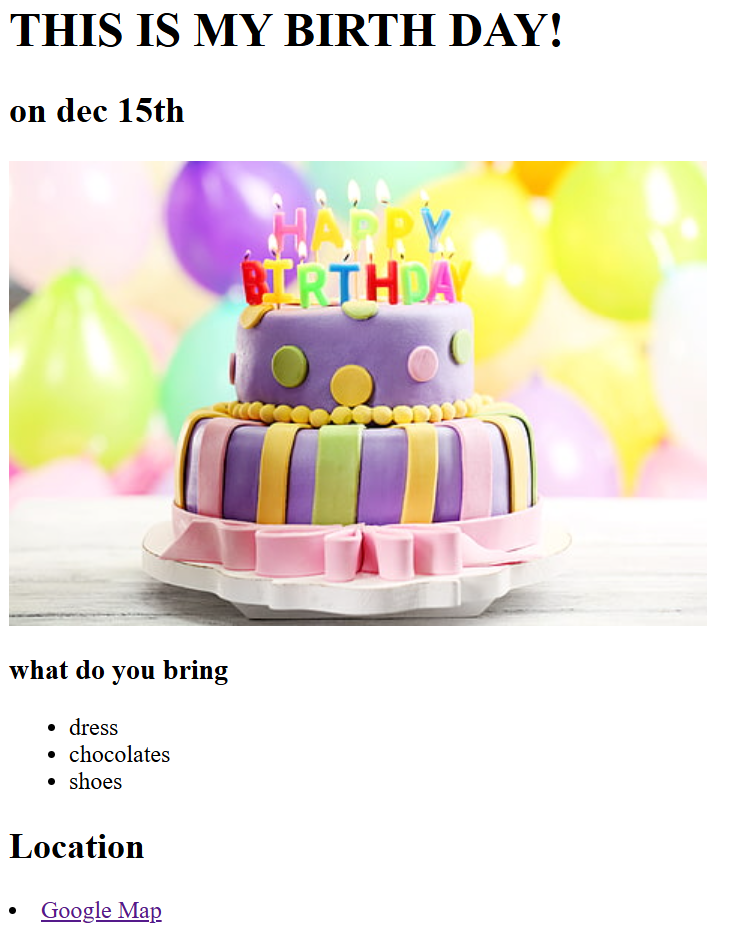 THIS IS MY BIRTH DAY!
on dec 15th
HAPPY
BIRTHDAY
what do you bring
dress
chocolates
shoes
Location
Google Map